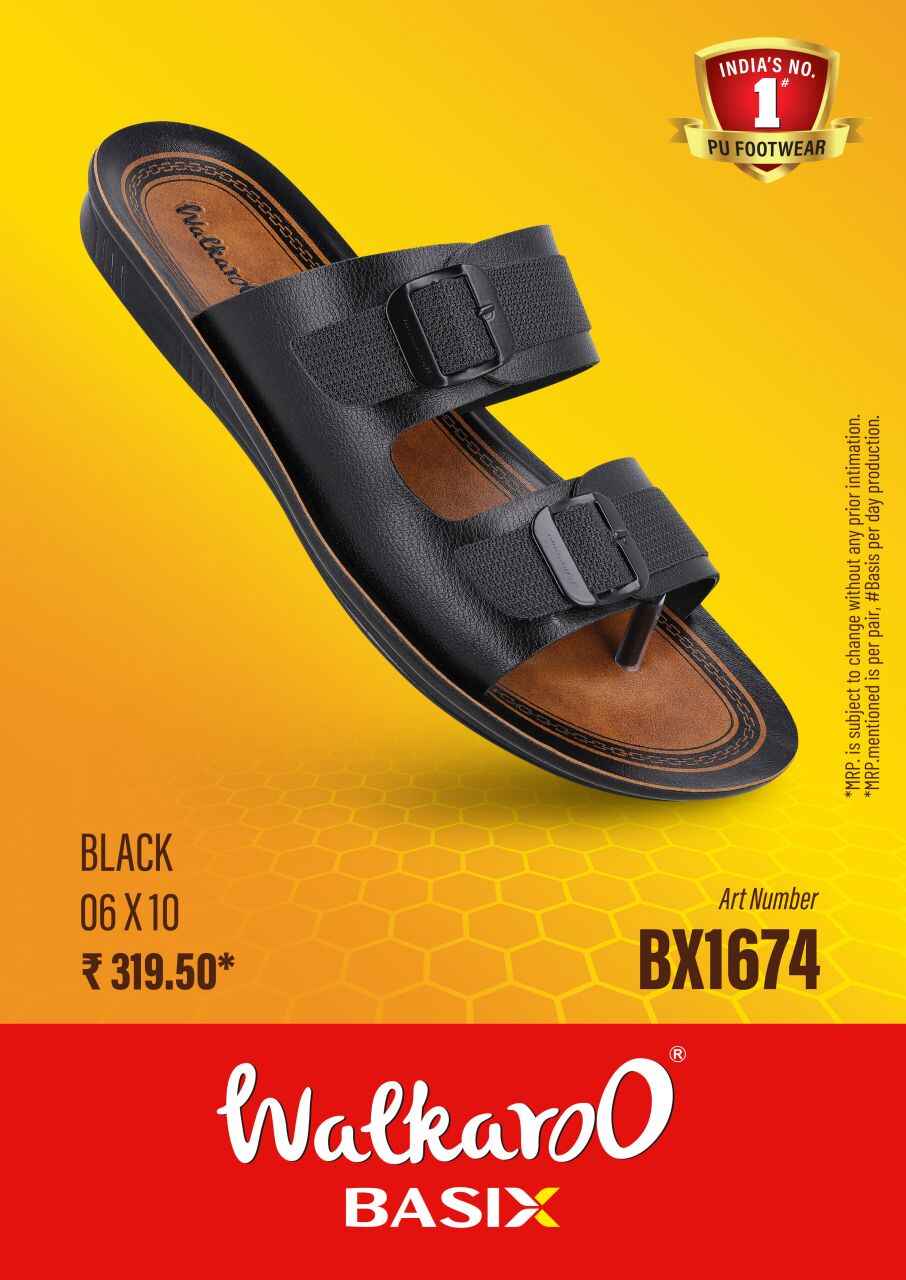 INDIA'S NO.
1#
PU FOOTWEAR
Walkaroo
*MRP. is subject to change without any prior intimation.
*MRP.mentioned is per pair, #Basis per day production.
BLACK
06 X 10
₹ 319.50*
Art Number
BX1674
Walkaroo®
BASIX